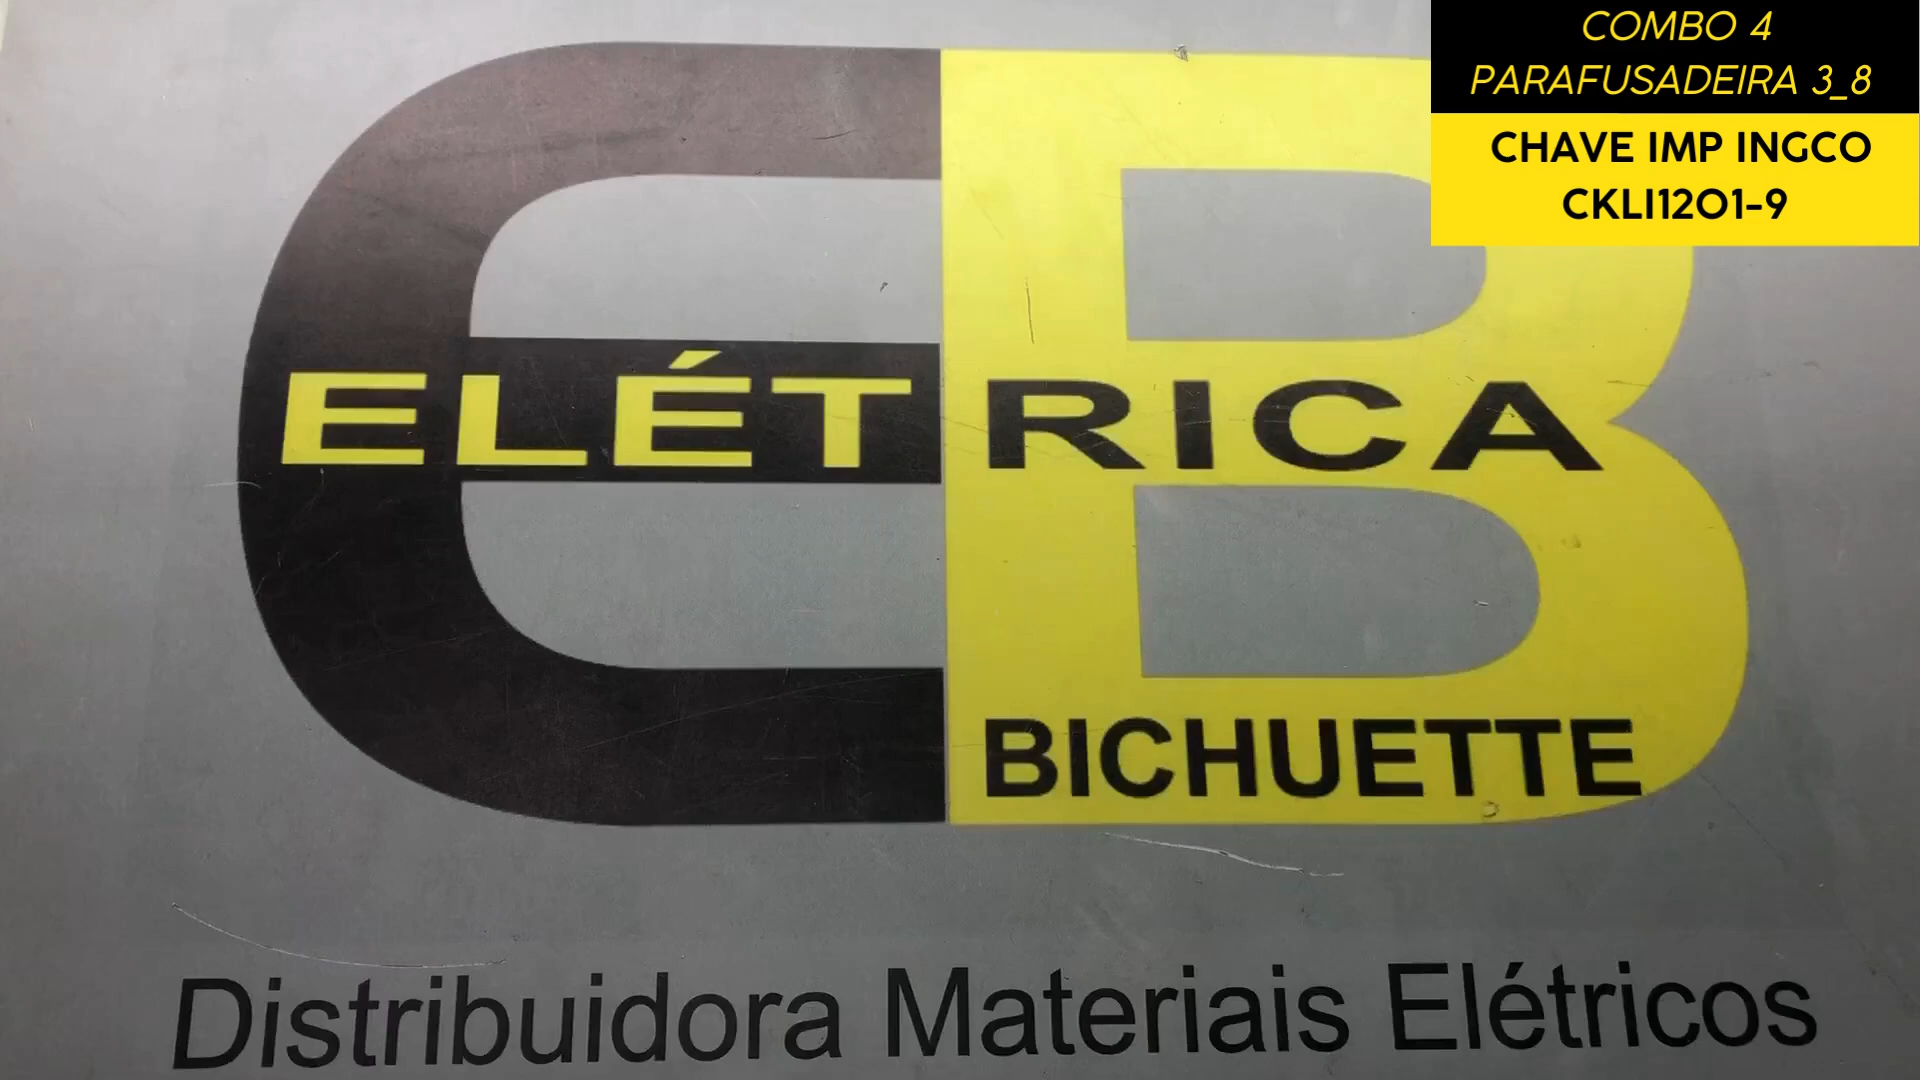 COMBO 4
PARAFUSADEIRA 3_8
CHAVE IMP INGCO
CKLI1201-9
ELÉTRICA
BICHUETTE
Distribuidora Materiais Elétricos